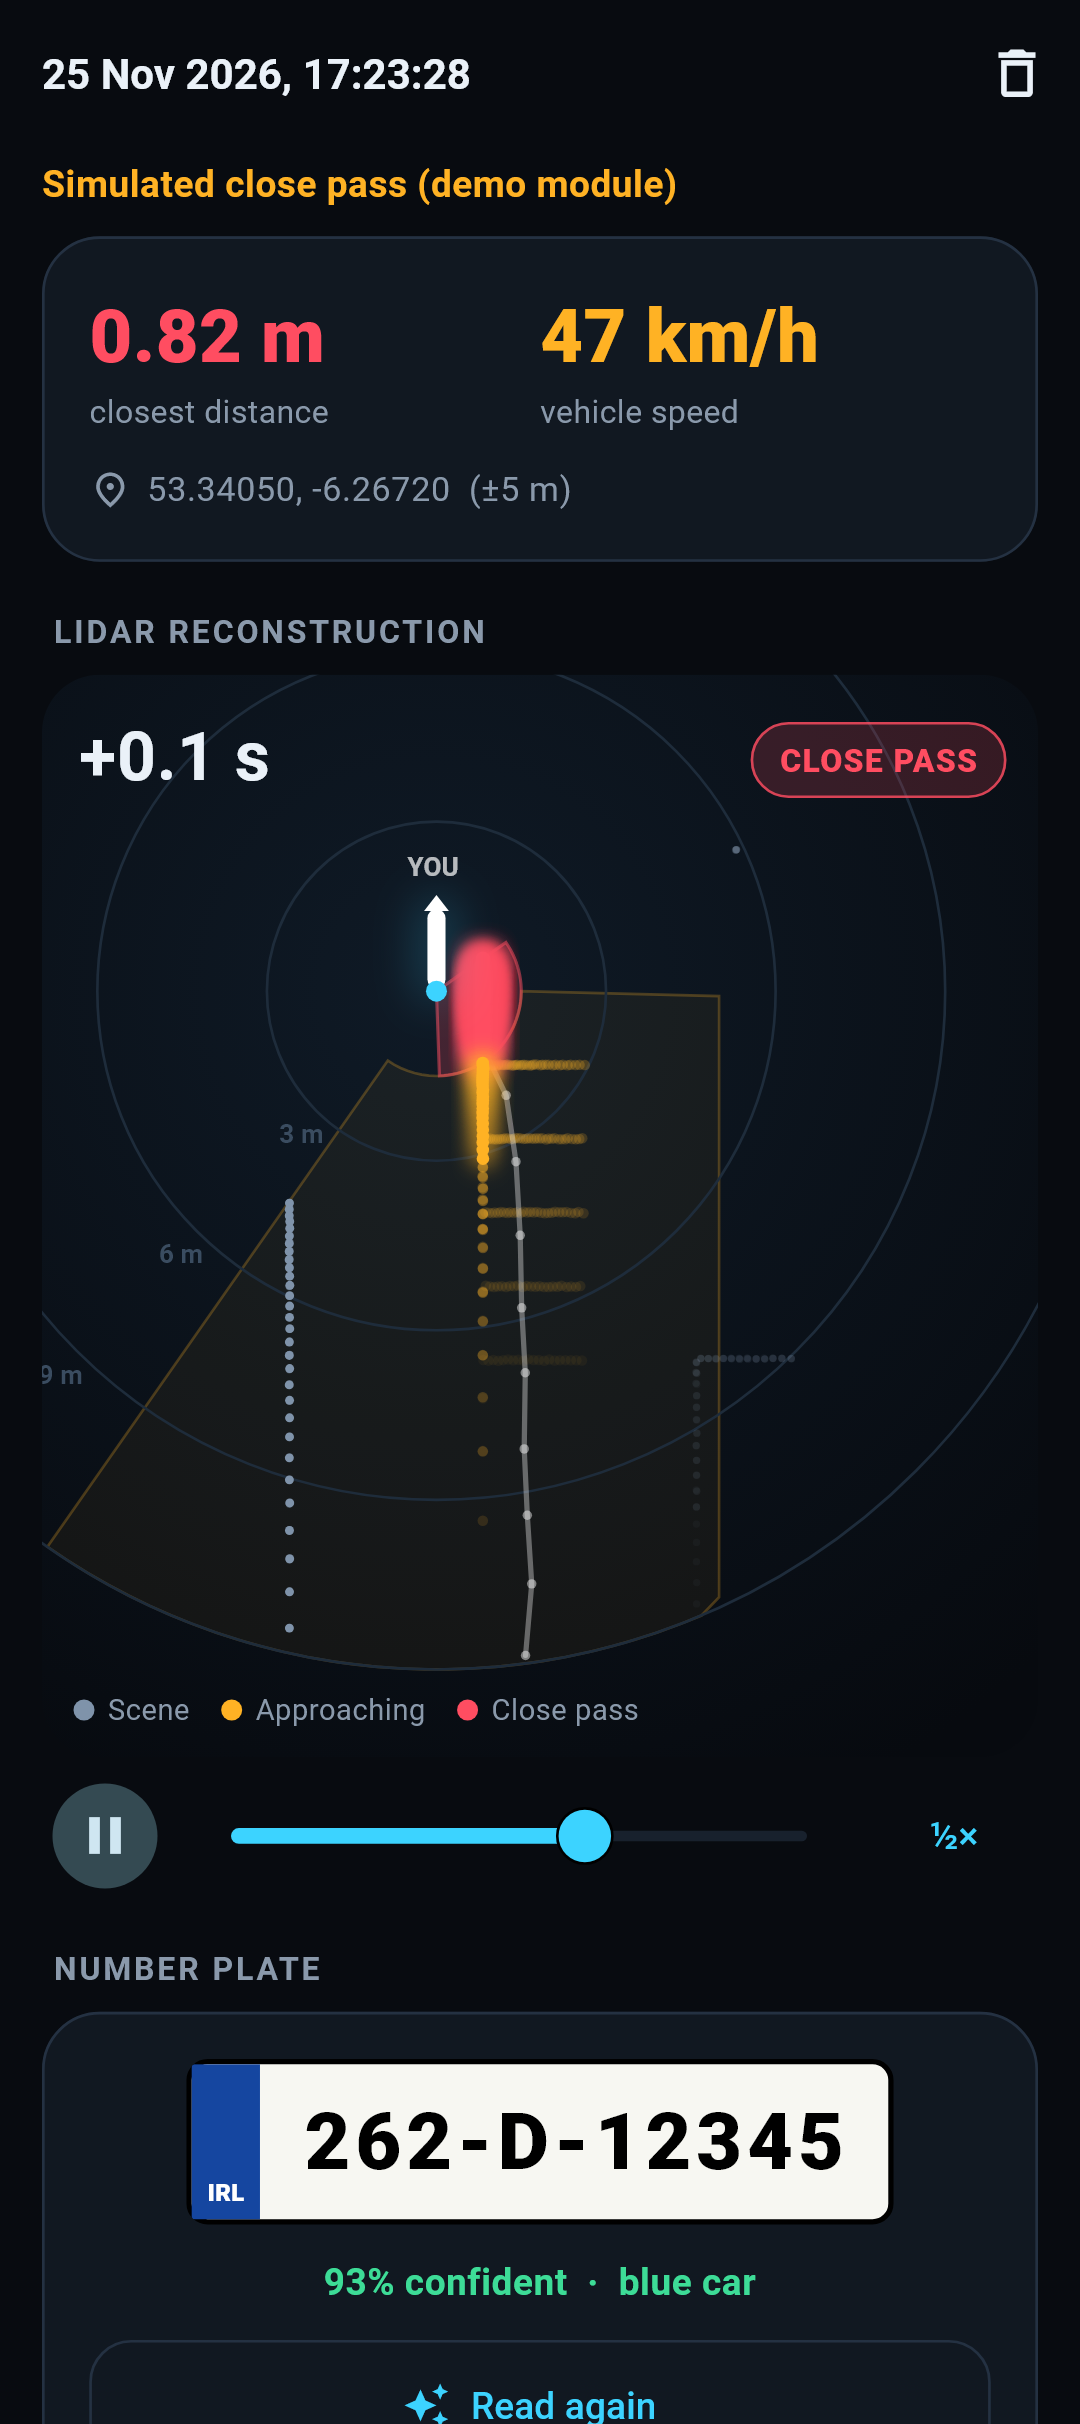 25 Nov 2026, 17:23:28
Simulated close pass (demo module)
0.82 m
47 km/h
closest distance
vehicle speed
53.34050, -6.26720 (±5 m)
LIDAR RECONSTRUCTION
+0.1 s
CLOSE PASS
YOU
3 m
6 m
9 m
Scene
Approaching
Close pass
½×
NUMBER PLATE
IRL
262-D-12345
93% confident · blue car
Read again